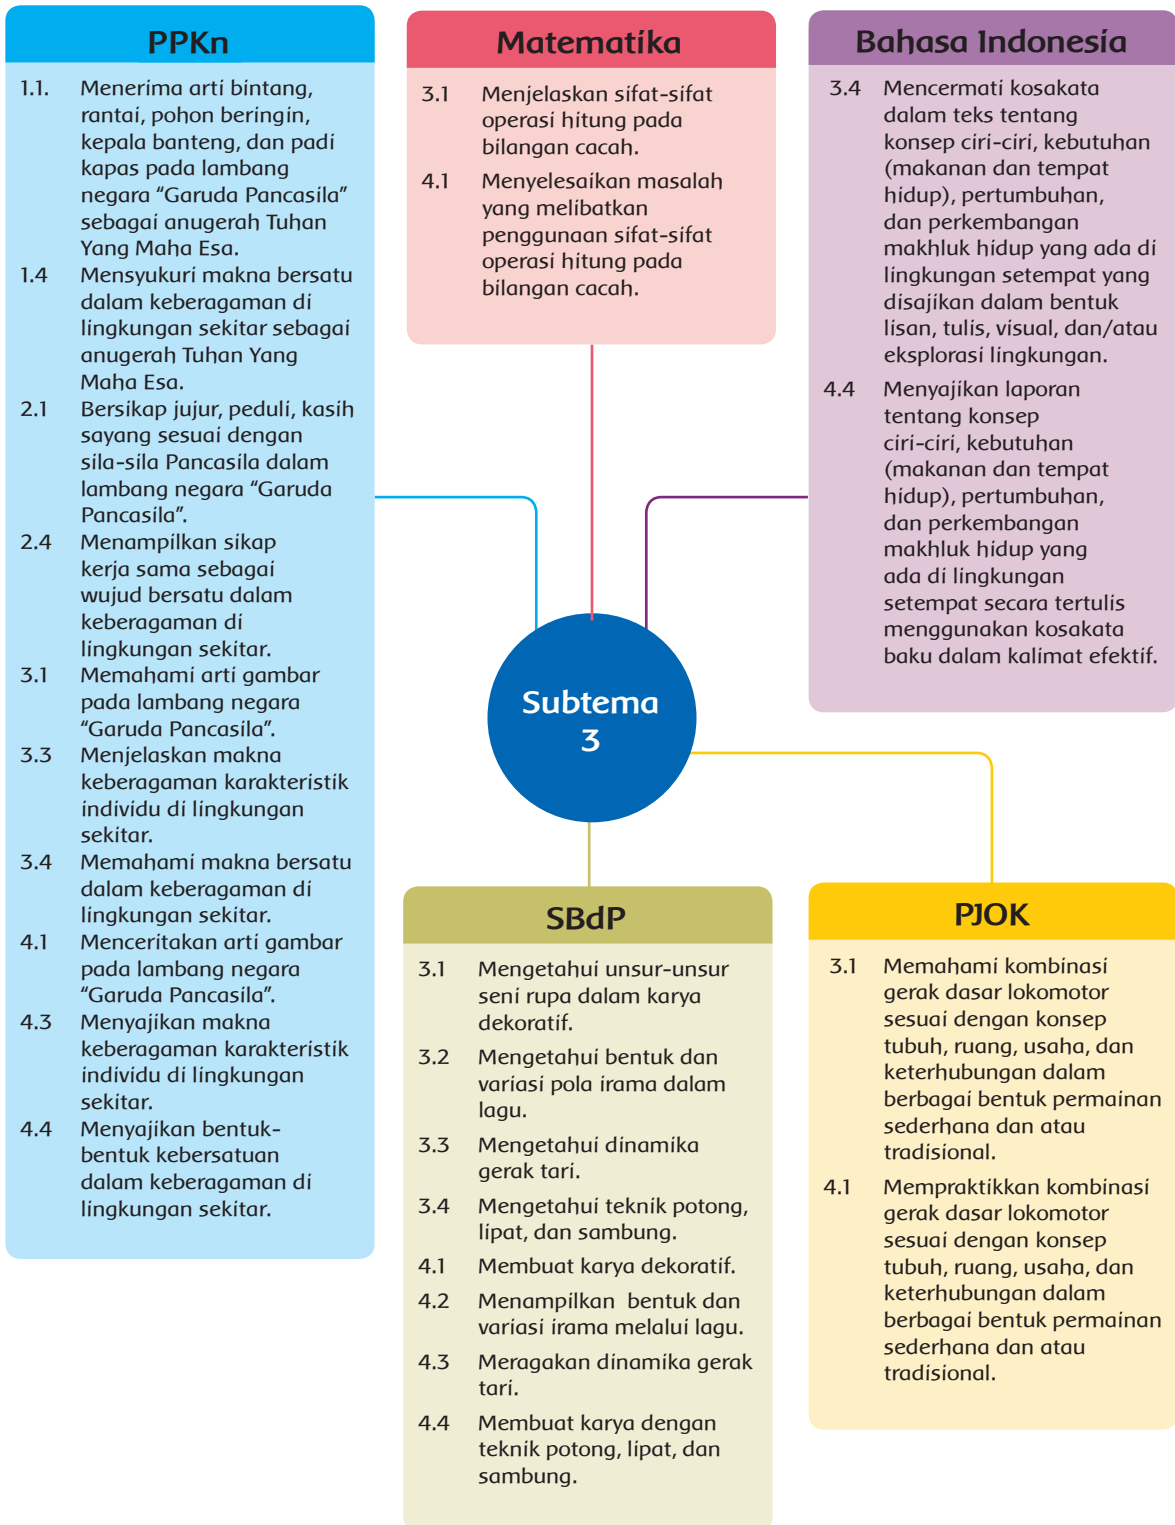 PPKn
1.1. Menerima arti bintang,
rantai, pohon beringin,
kepala banteng, dan padi
kapas pada lambang
negara “Garuda Pancasila”
sebagai anugerah Tuhan
Yang Maha Esa.
1.4 Mensyukuri makna bersatu
dalam keberagaman di
lingkungan sekitar sebagai
anugerah Tuhan Yang
Maha Esa.
2.1 Bersikap jujur, peduli, kasih
sayang sesuai dengan
sila-sila Pancasila dalam
lambang negara “Garuda
Pancasila”.
2.4 Menampilkan sikap
kerja sama sebagai
wujud bersatu dalam
keberagaman di
lingkungan sekitar.
3.1 Memahami arti gambar
pada lambang negara
“Garuda Pancasila”.
3.3 Menjelaskan makna
keberagaman karakteristik
individu di lingkungan
sekitar.
3.4 Memahami makna bersatu
dalam keberagaman di
lingkungan sekitar.
4.1 Menceritakan arti gambar
pada lambang negara
“Garuda Pancasila”.
4.3 Menyajikan makna
keberagaman karakteristik
individu di lingkungan
sekitar.
4.4 Menyajikan bentuk-
bentuk kebersatuan
dalam keberagaman di
lingkungan sekitar.
Matematika
3.1 Menjelaskan sifat-sifat
operasi hitung pada
bilangan cacah.
4.1 Menyelesaikan masalah
yang melibatkan
penggunaan sifat-sifat
operasi hitung pada
bilangan cacah.
Bahasa Indonesia
3.4 Mencermati kosakata
dalam teks tentang
konsep ciri-ciri, kebutuhan
(makanan dan tempat
hidup), pertumbuhan,
dan perkembangan
makhluk hidup yang ada di
lingkungan setempat yang
disajikan dalam bentuk
lisan, tulis, visual, dan/atau
eksplorasi lingkungan.
4.4 Menyajikan laporan
tentang konsep
ciri-ciri, kebutuhan
(makanan dan tempat
hidup), pertumbuhan,
dan perkembangan
makhluk hidup yang
ada di lingkungan
setempat secara tertulis
menggunakan kosakata
baku dalam kalimat efektif.
Subtema
3
SBdP
3.1 Mengetahui unsur-unsur
seni rupa dalam karya
dekoratif.
3.2 Mengetahui bentuk dan
variasi pola irama dalam
lagu.
3.3 Mengetahui dinamika
gerak tari.
3.4 Mengetahui teknik potong,
lipat, dan sambung.
4.1 Membuat karya dekoratif.
4.2 Menampilkan bentuk dan
variasi irama melalui lagu.
4.3 Meragakan dinamika gerak
tari.
4.4 Membuat karya dengan
teknik potong, lipat, dan
sambung.
PJOK
3.1 Memahami kombinasi
gerak dasar lokomotor
sesuai dengan konsep
tubuh, ruang, usaha, dan
keterhubungan dalam
berbagai bentuk permainan
sederhana dan atau
tradisional.
4.1 Mempraktikkan kombinasi
gerak dasar lokomotor
sesuai dengan konsep
tubuh, ruang, usaha, dan
keterhubungan dalam
berbagai bentuk permainan
sederhana dan atau
tradisional.